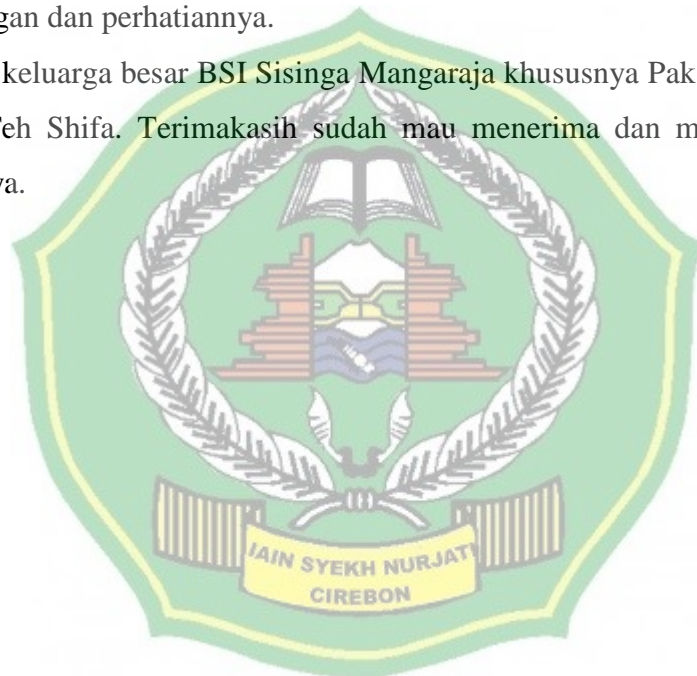 gan dan perhatiannya.
keluarga besar BSI Sisinga Mangaraja khususnya Pak
eh Shifa. Terimakasih sudah mau menerima dan m
a.
IAIN SYEKH NURJATI
CIREBON